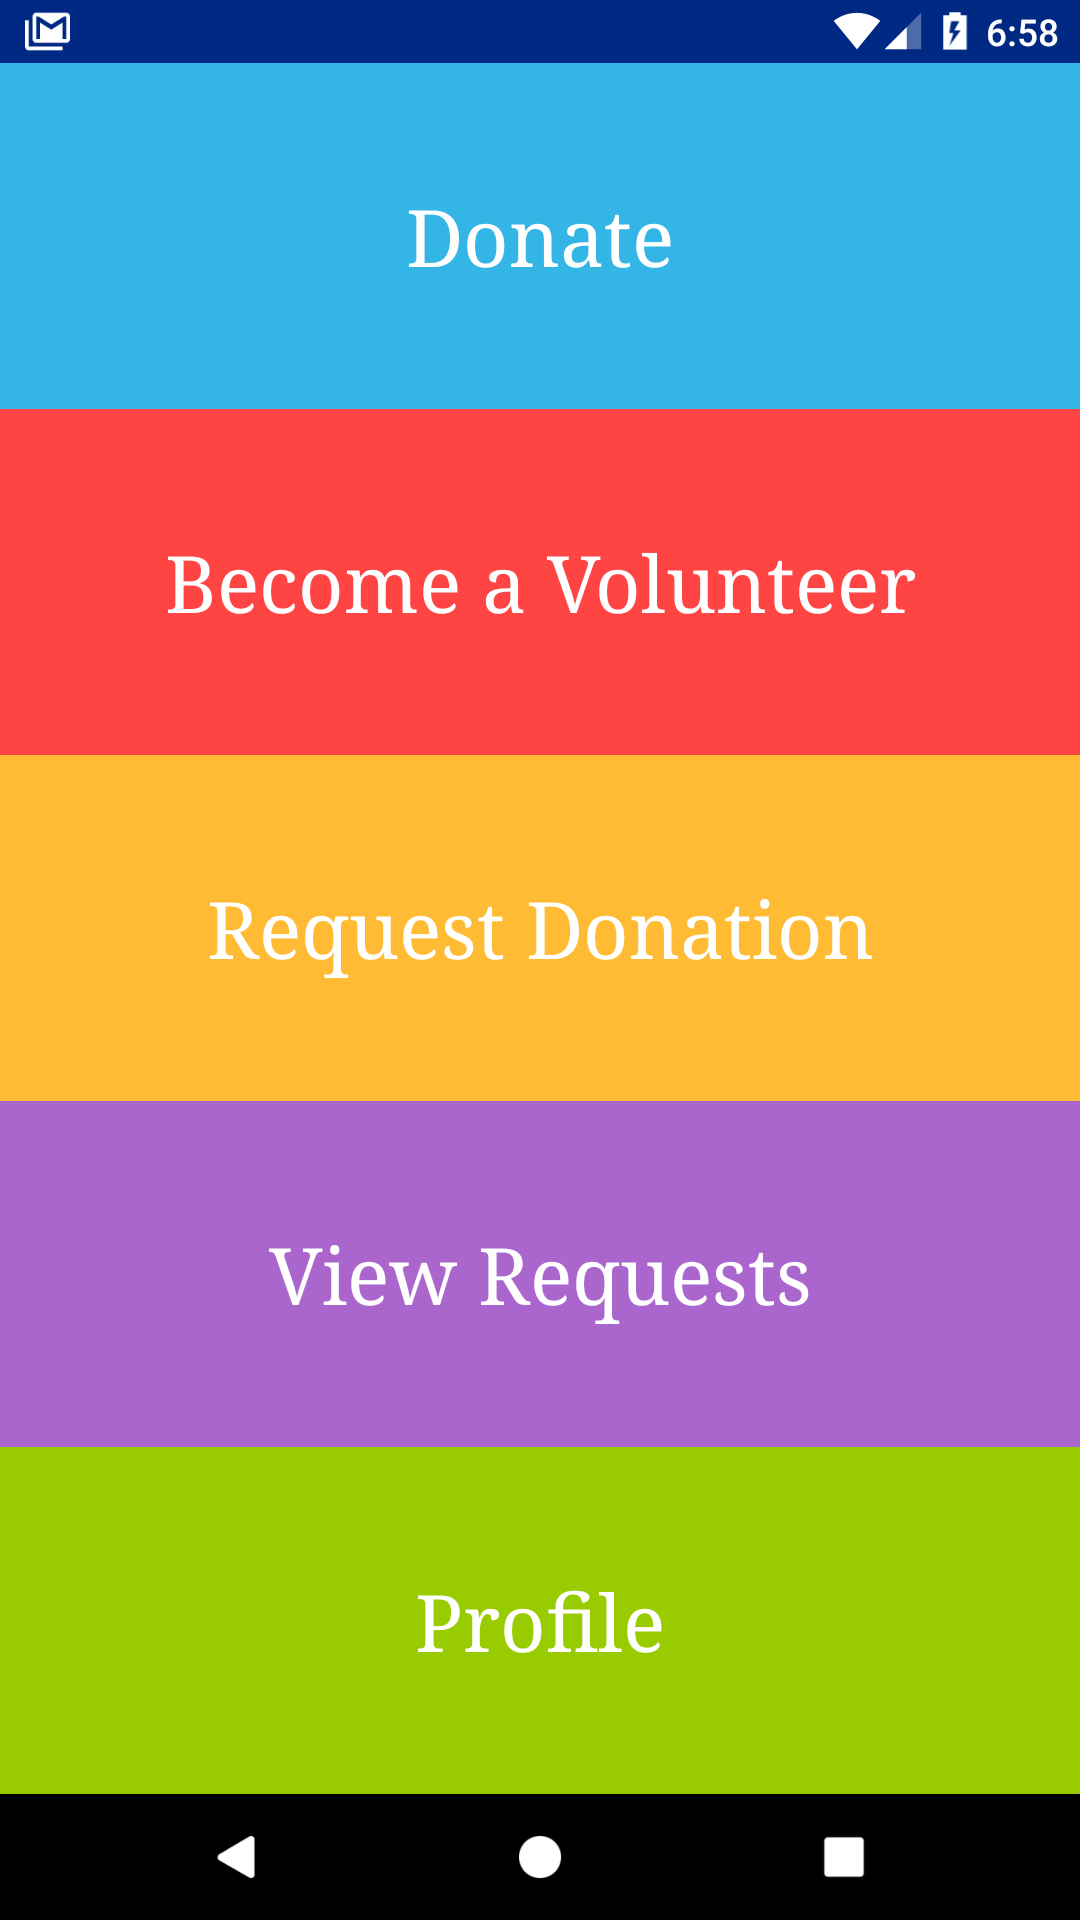 6:58
Donate
Become a Volunteer
Request Donation
View Requests
Profile